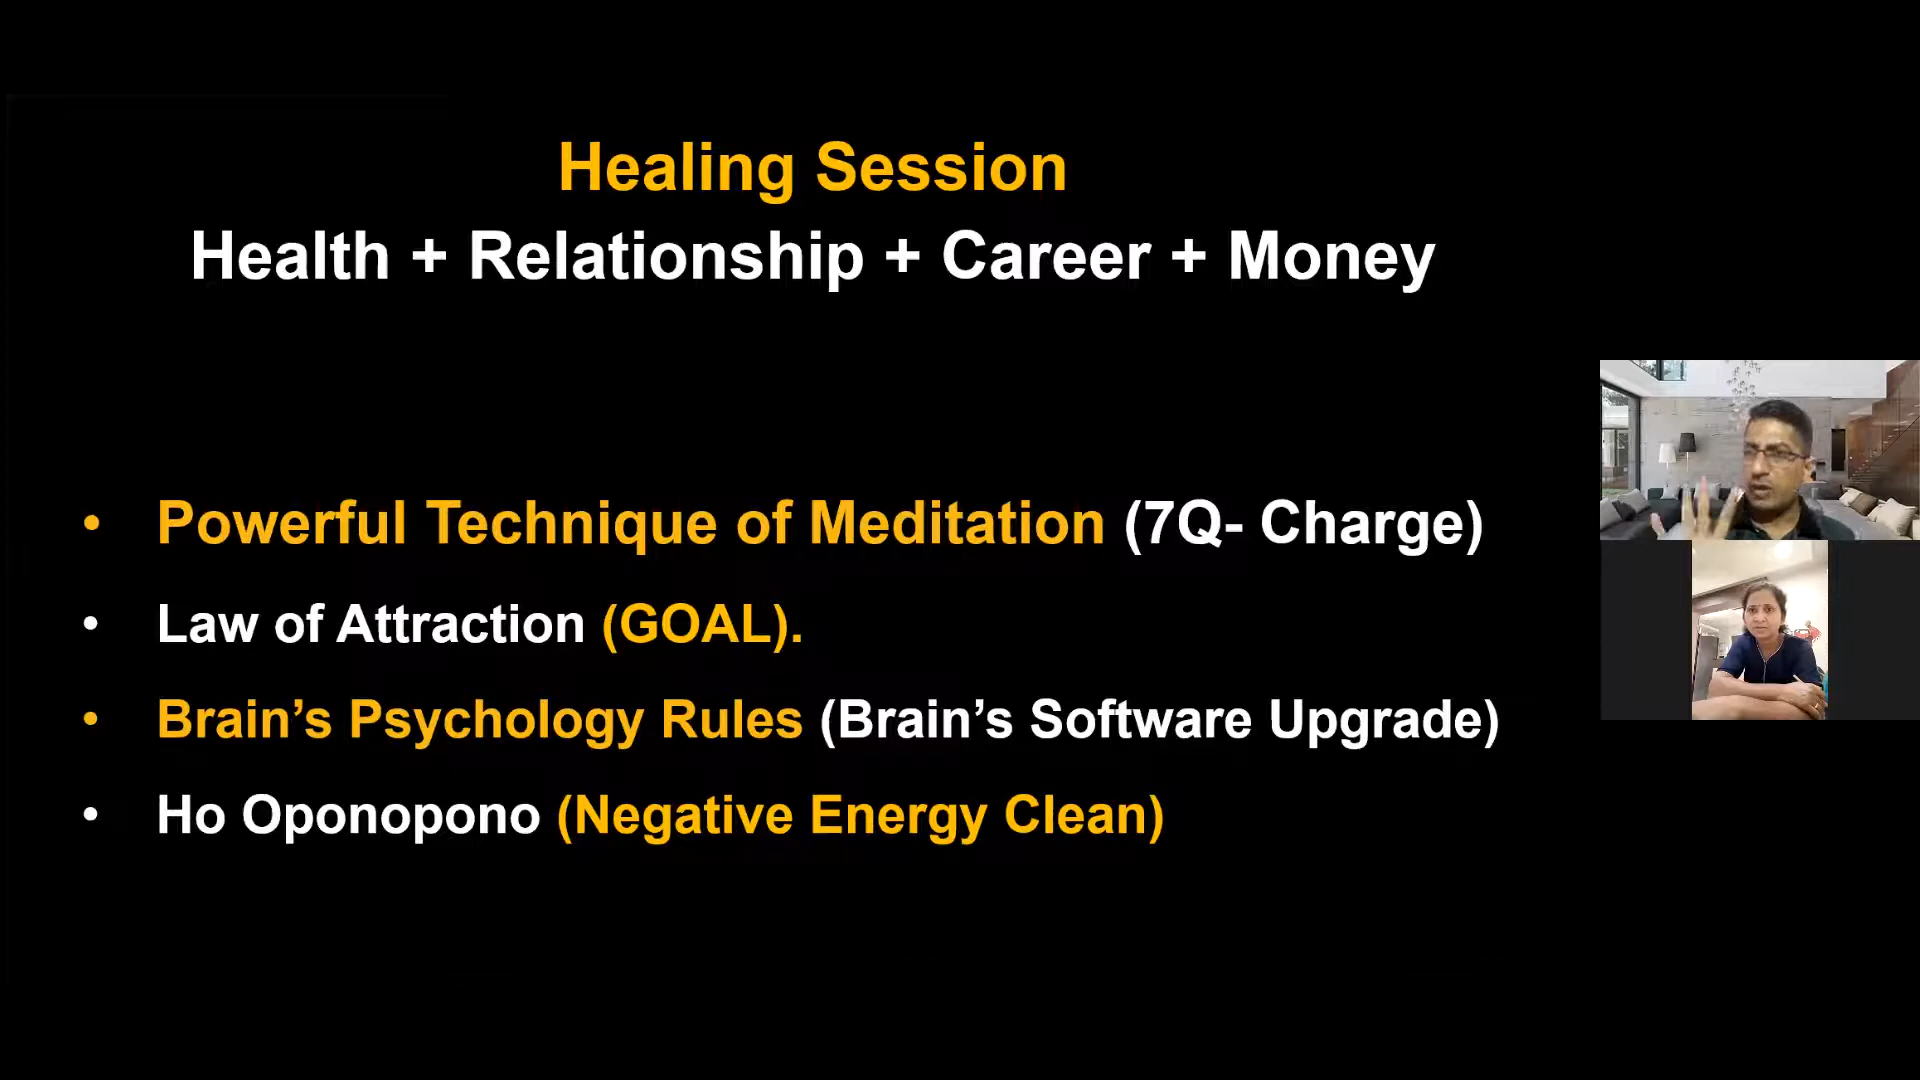 Healing Session
Health + Relationship + Career + Money
• Powerful Technique of Meditation (7Q- Charge)
• Law of Attraction (GOAL).
• Brain’s Psychology Rules (Brain’s Software Upgrade)
• Ho Oponopono (Negative Energy Clean)